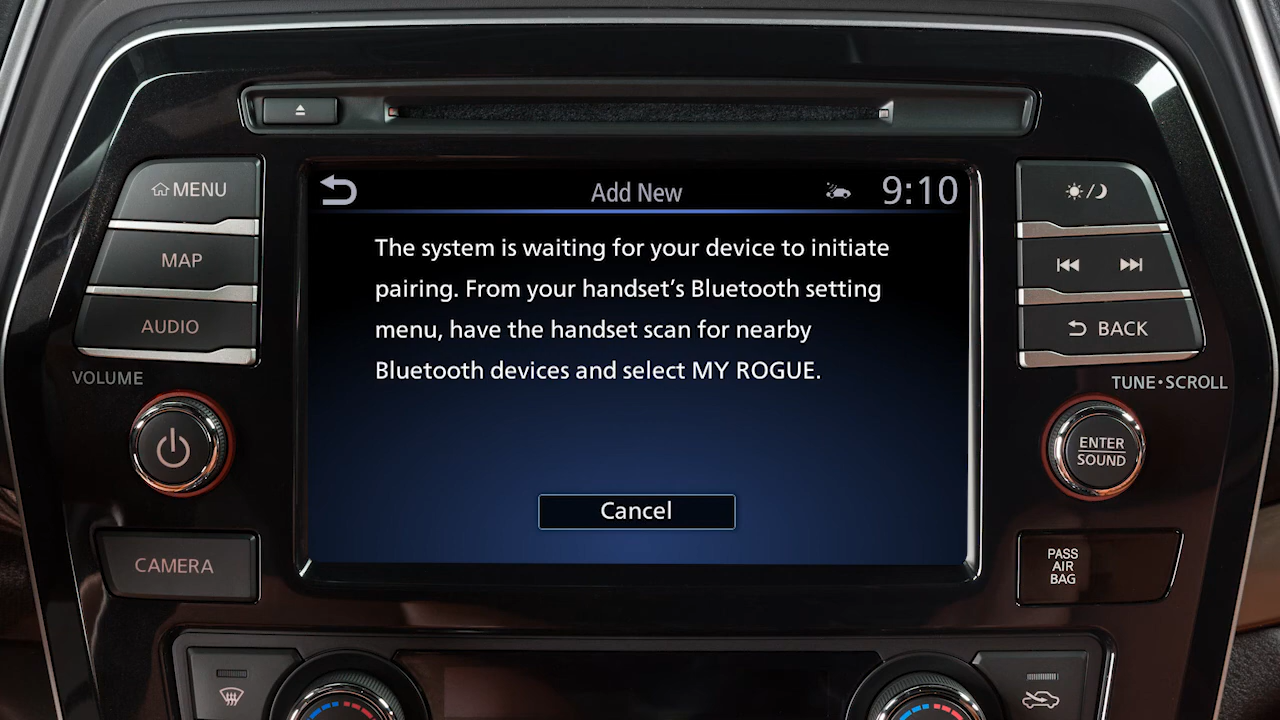 MENU
MAP
AUDIO
VOLUME
CAMERA
Add New
9:10
The system is waiting for your device to initiate
pairing. From your handset’s Bluetooth setting
menu, have the handset scan for nearby
Bluetooth devices and select MY ROGUE.
Cancel
BACK
TUNE•SCROLL
ENTER
SOUND
PASS
AIR
BAG